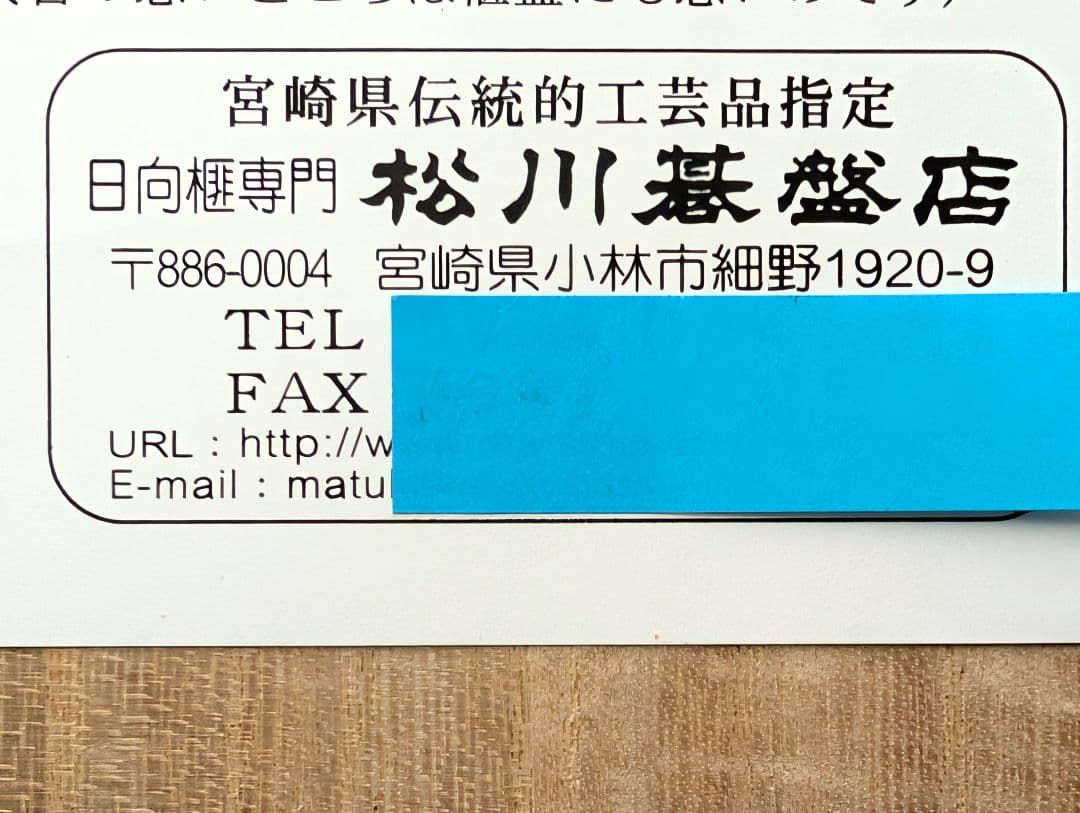 宮崎県伝統的工芸品指定
日向榧専門 松川碁盤店
〒886-0004 宮崎県小林市細野1920-9
TEL
FAX
URL：http://w
E-mail：matu